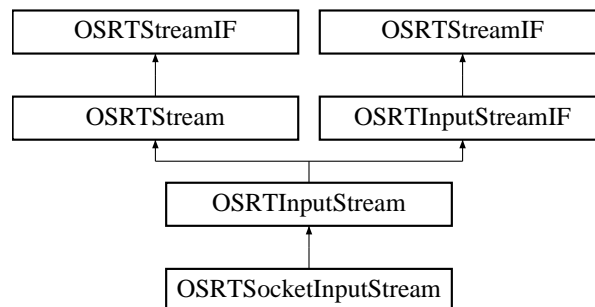 OSRTStreamIF
OSRTStreamIF
OSRTStream
OSRTInputStreamIF
OSRTInputStream
OSRTSocketInputStream